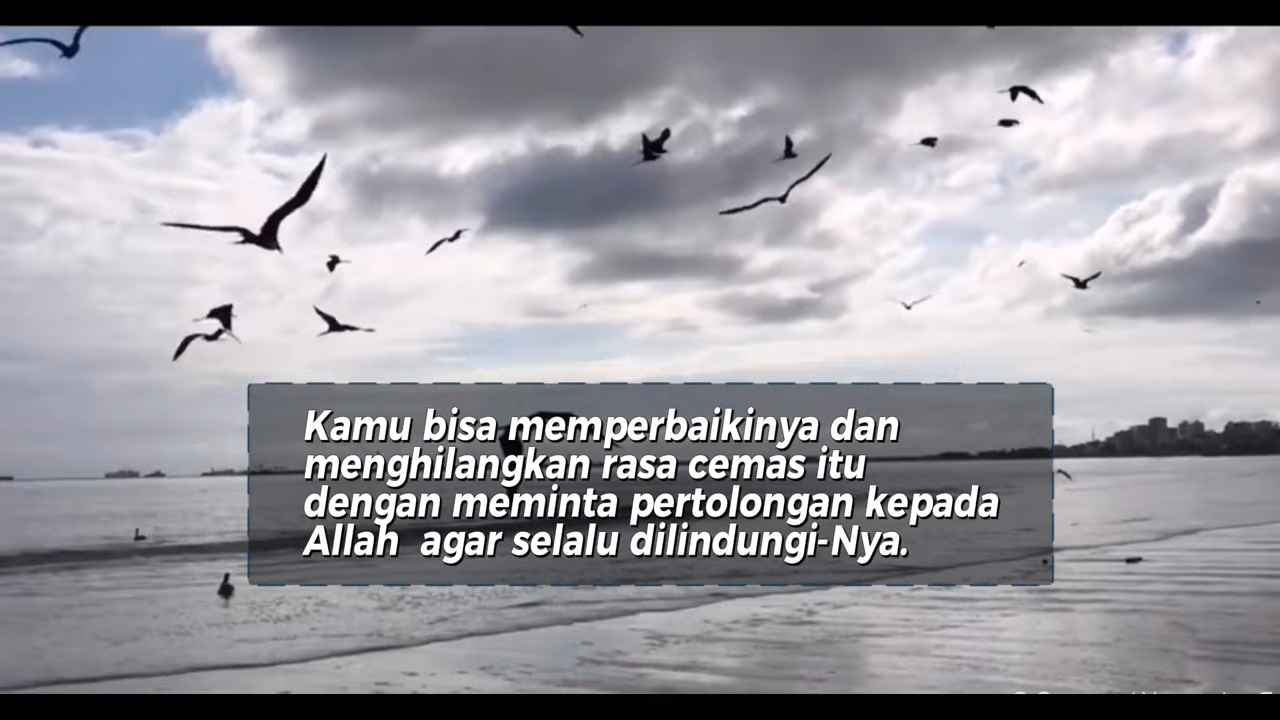 Kamu bisa memperbaikinya dan
menghilangkan rasa cemas itu
dengan meminta pertolongan kepada
Allah  agar selalu dilindungi-Nya.